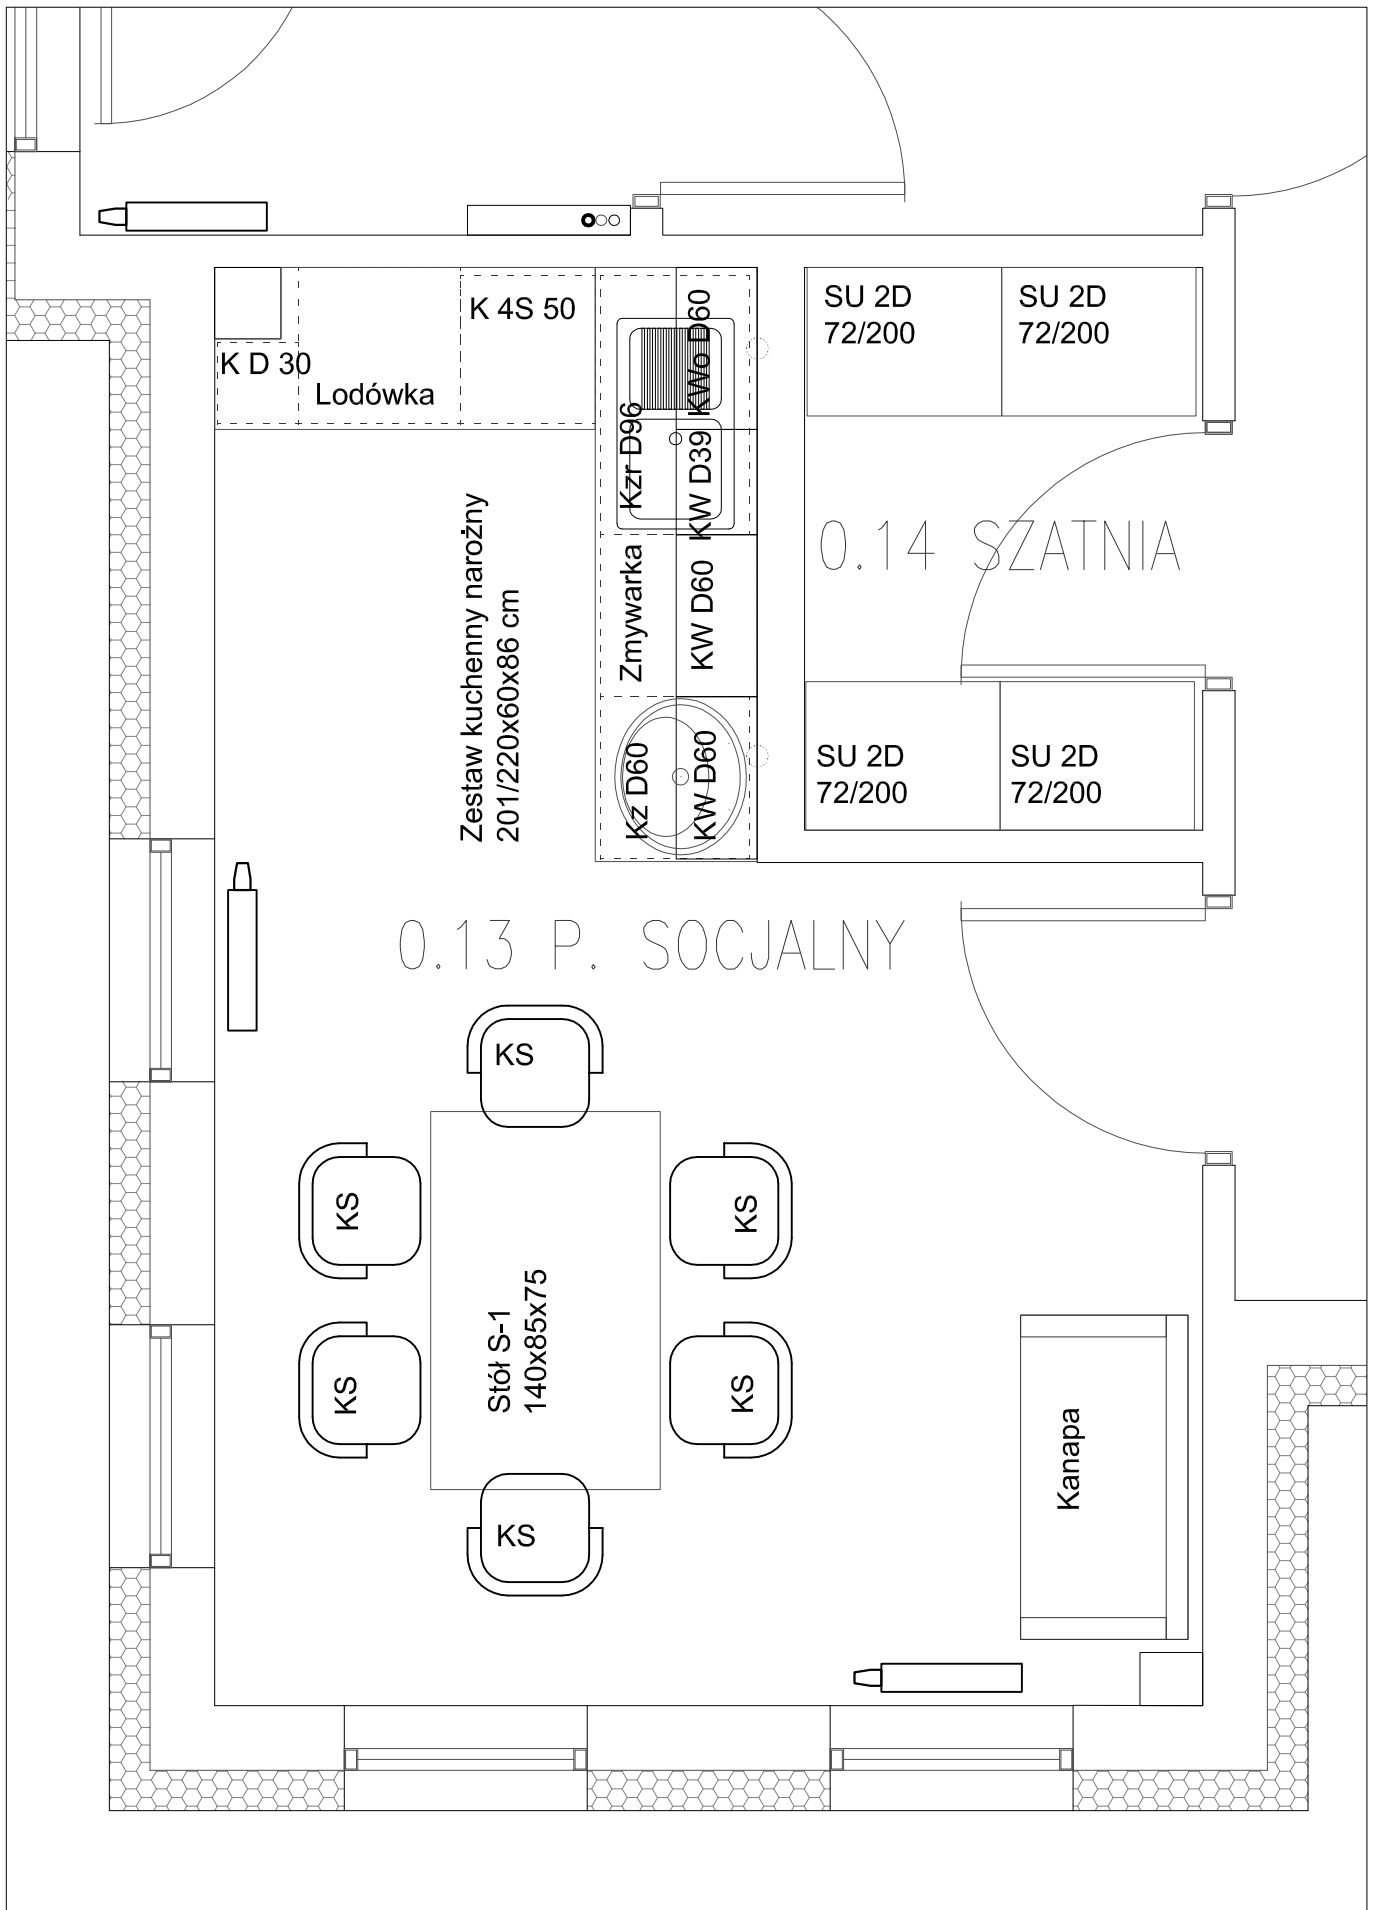 K 4S 50
K D 30
Lodówka
KWo D60
Kzr D96
KW D39
Zmywarka
KW D60
Kz D60
KW D60
Zestaw kuchenny narożny
201/220x60x86 cm
SU 2D
72/200
SU 2D
72/200
0.14 SZATNIA
SU 2D
72/200
SU 2D
72/200
0.13 P. SOCJALNY
KS
KS
KS
KS
KS
KS
Stół S-1
140x85x75
Kanapa